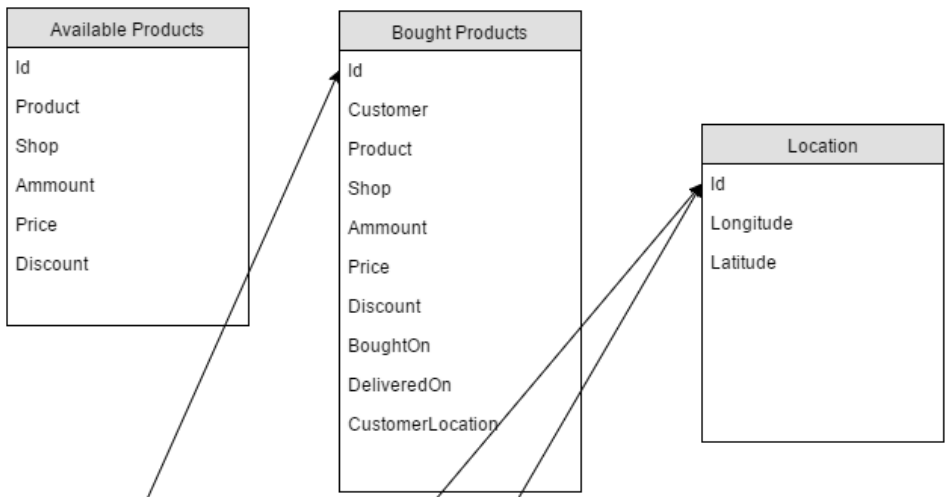 Available Products
Id
Product
Shop
Ammount
Price
Discount
Bought Products
Id
Customer
Product
Shop
Ammount
Price
Discount
BoughtOn
DeliveredOn
CustomerLocation
Location
Id
Longitude
Latitude